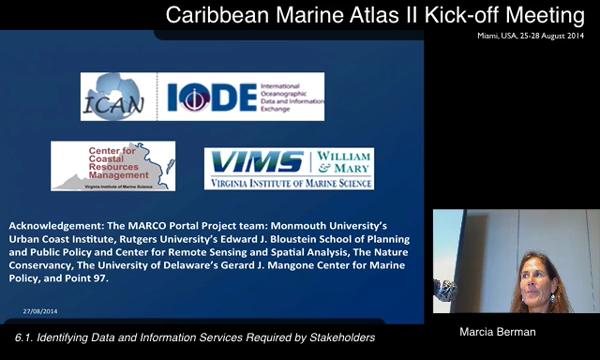 Caribbean Marine Atlas II Kick-off Meeting
Miami, USA, 25-28 August 2014
ICAN
IODE
International
Oceanographic
Data and Information
Exchange
Center for
Coastal
Resources
Management
Virginia Institute of Marine Science
VIMS | WILLIAM & MARY
VIRGINIA INSTITUTE OF MARINE SCIENCE
Acknowledgement: The MARCO Portal Project team: Monmouth University's
Urban Coast Institute, Rutgers University's Edward J. Bloustein School of Planning
and Public Policy and Center for Remote Sensing and Spatial Analysis, The Nature
Conservancy, The University of Delaware's Gerard J. Mangone Center for Marine
Policy, and Point 97.
27/08/2014
Marcia Berman
6.1. Identifying Data and Information Services Required by Stakeholders